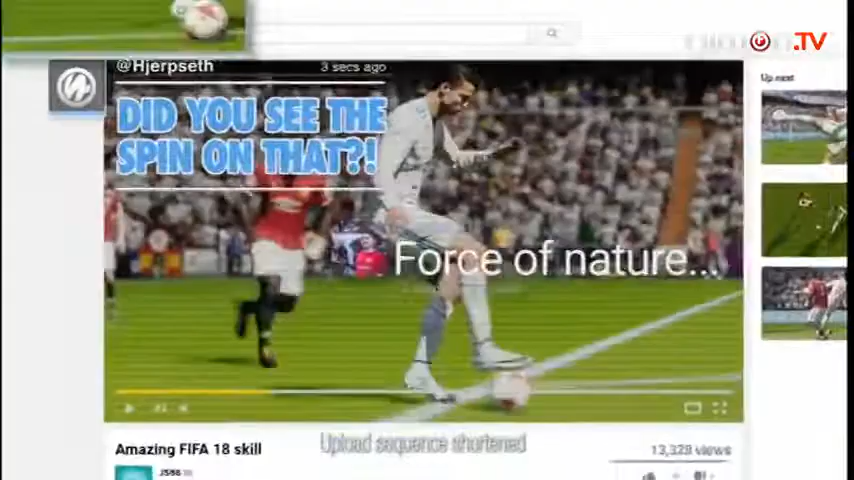 .TV
@Hjerpseth
3 secs ago
DID YOU SEE THE
SPIN ON THAT?!
Up next
Force of nature...
Upload sequence shortened
Amazing FIFA 18 skill
13,329 views